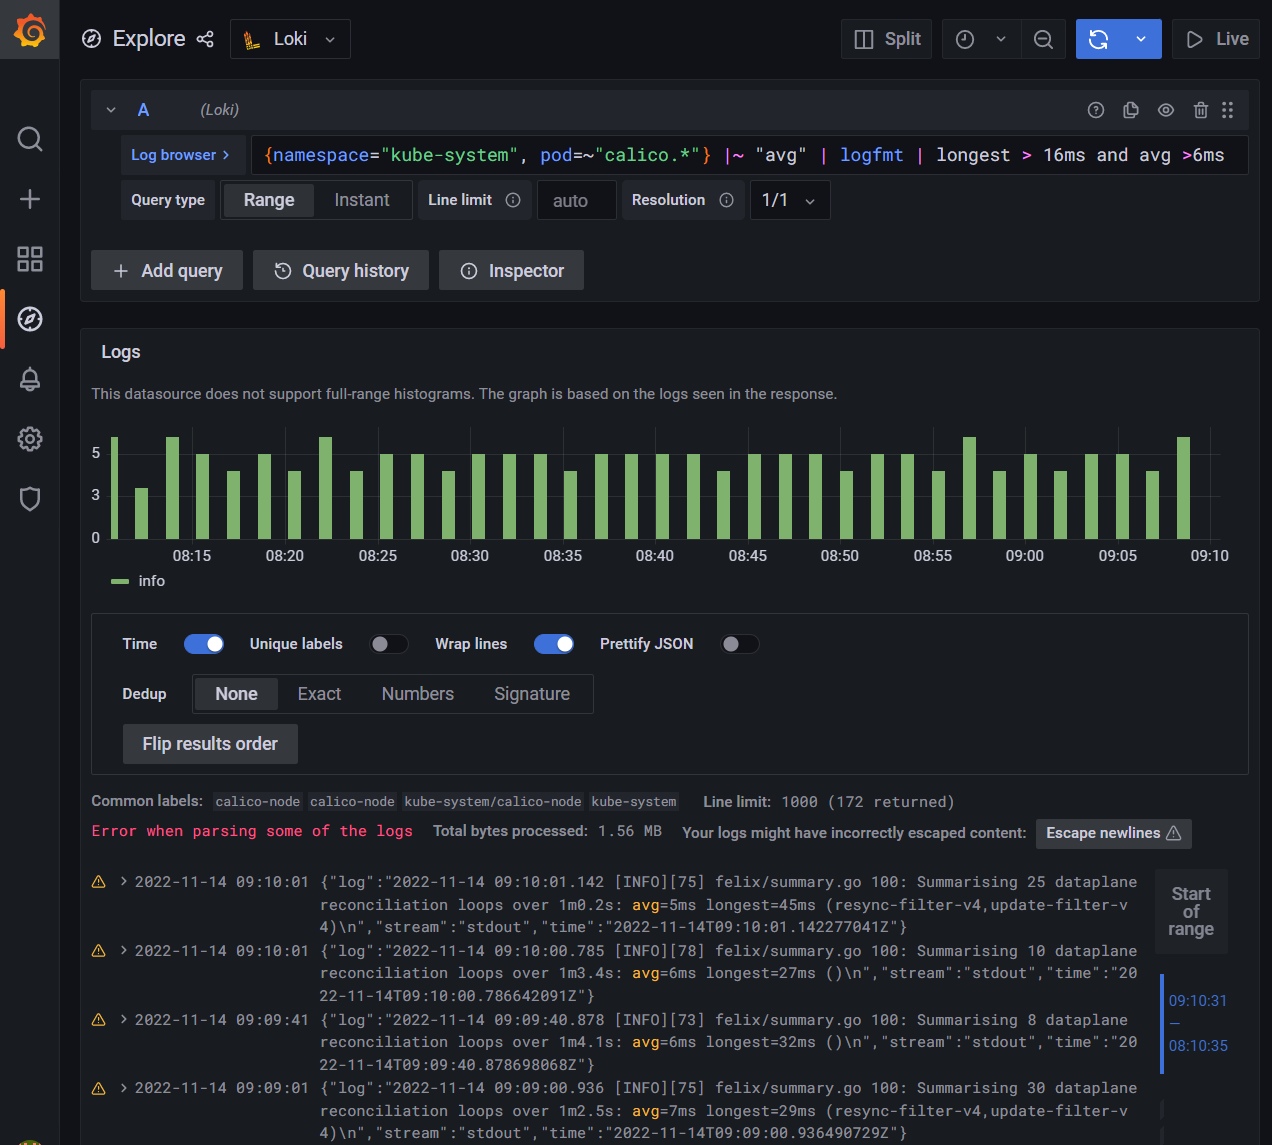 Explore
Loki
Split
Live
A
(Loki)
Log browser >
{namespace="kube-system", pod=~"calico.*"} |~ "avg" | logfmt | longest > 16ms and avg >6ms
Query type
Range
Instant
Line limit
auto
Resolution
1/1
+ Add query
Query history
Inspector
Logs
This datasource does not support full-range histograms. The graph is based on the logs seen in the response.
5
3
0
08:15 08:20 08:25 08:30 08:35 08:40 08:45 08:50 08:55 09:00 09:05 09:10
info
Time
Unique labels
Wrap lines
Prettify JSON
Dedup
None
Exact
Numbers
Signature
Flip results order
Common labels: calico-node calico-node kube-system/calico-node kube-system Line limit: 1000 (172 returned)
Error when parsing some of the logs Total bytes processed: 1.56 MB Your logs might have incorrectly escaped content: Escape newlines
> 2022-11-14 09:10:01 {"log":"2022-11-14 09:10:01.142 [INFO][75] felix/summary.go 100: Summarising 25 dataplane
reconciliation loops over 1m0.2s: avg=5ms longest=45ms (resync-filter-v4,update-filter-v
4)\n","stream":"stdout","time":"2022-11-14T09:10:01.142277041Z"}
> 2022-11-14 09:10:01 {"log":"2022-11-14 09:10:00.785 [INFO][78] felix/summary.go 100: Summarising 10 dataplane
reconciliation loops over 1m3.4s: avg=6ms longest=27ms ()\n","stream":"stdout","time":"20
22-11-14T09:10:00.786642091Z"}
> 2022-11-14 09:09:41 {"log":"2022-11-14 09:09:40.878 [INFO][73] felix/summary.go 100: Summarising 8 dataplane
reconciliation loops over 1m4.1s: avg=6ms longest=32ms ()\n","stream":"stdout","time":"20
22-11-14T09:09:40.878698068Z"}
> 2022-11-14 09:09:01 {"log":"2022-11-14 09:09:00.936 [INFO][75] felix/summary.go 100: Summarising 30 dataplane
reconciliation loops over 1m2.5s: avg=7ms longest=29ms (resync-filter-v4,update-filter-v
4)\n","stream":"stdout","time":"2022-11-14T09:09:00.936490729Z"}
Start
of
range
09:10:31
—
08:10:35